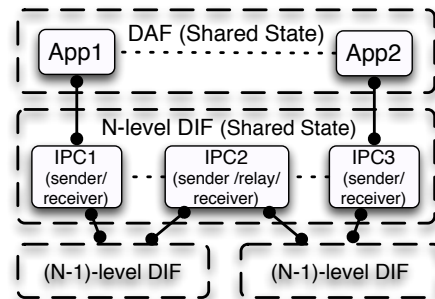 DAF (Shared State)
App1
App2
N-level DIF (Shared State)
IPC1
(sender/
receiver)
IPC2
(sender /relay/
receiver)
IPC3
(sender/
receiver)
(N-1)-level DIF
(N-1)-level DIF